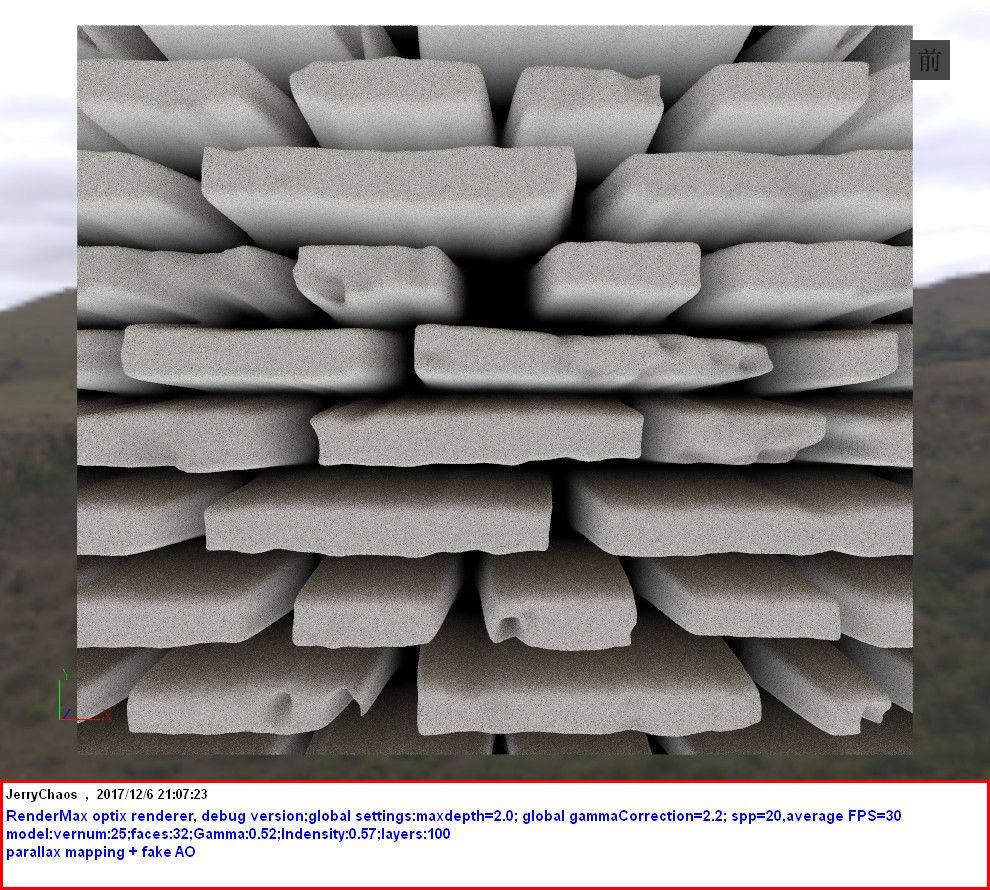 前
Y
X
Z
JerryChaos , 2017/12/6 21:07:23
RenderMax optix renderer, debug version;global settings:maxdepth=2.0; global gammaCorrection=2.2; spp=20,average FPS=30
model:vernum:25;faces:32;Gamma:0.52;Indensity:0.57;layers:100
parallax mapping + fake AO